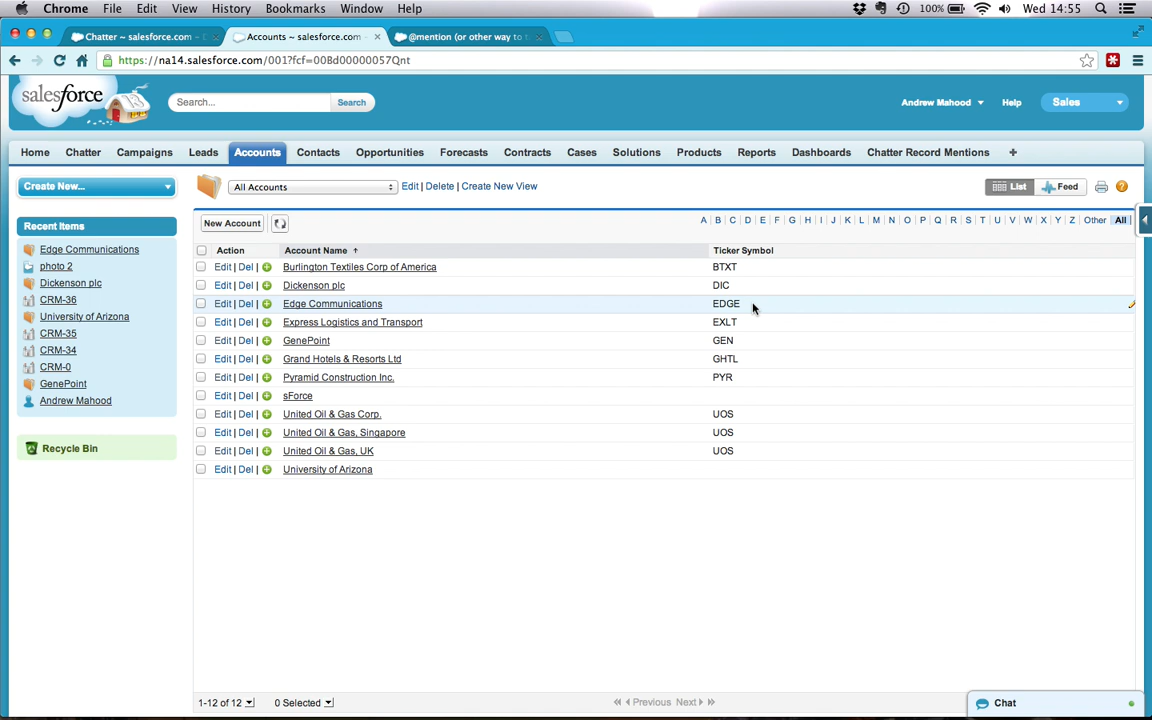 Chrome File Edit View History Bookmarks Window Help 100% Wed 14:55
Chatter ~ salesforce.com ~ Accounts ~ salesforce.com @mention (or other way to t
https://na14.salesforce.com/001?fcf=00Bd00000057Qnt
salesforce Search... Search Andrew Mahood Help Sales
Home Chatter Campaigns Leads Accounts Contacts Opportunities Forecasts Contracts Cases Solutions Products Reports Dashboards Chatter Record Mentions +
Create New...
All Accounts Edit | Delete | Create New View List Feed
Recent Items
Edge Communications
photo 2
Dickenson plc
CRM-36
University of Arizona
CRM-35
CRM-34
CRM-0
GenePoint
Andrew Mahood
Recycle Bin
New Account A B C D E F G H I J K L M N O P Q R S T U V W X Y Z Other All
Action Account Name Ticker Symbol
Edit | Del | Burlington Textiles Corp of America BTXT
Edit | Del | Dickenson plc DIC
Edit | Del | Edge Communications EDGE
Edit | Del | Express Logistics and Transport EXLT
Edit | Del | GenePoint GEN
Edit | Del | Grand Hotels & Resorts Ltd GHTL
Edit | Del | Pyramid Construction Inc. PYR
Edit | Del | sForce
Edit | Del | United Oil & Gas Corp. UOS
Edit | Del | United Oil & Gas, Singapore UOS
Edit | Del | United Oil & Gas, UK UOS
Edit | Del | University of Arizona
1-12 of 12 0 Selected Previous Next
Chat